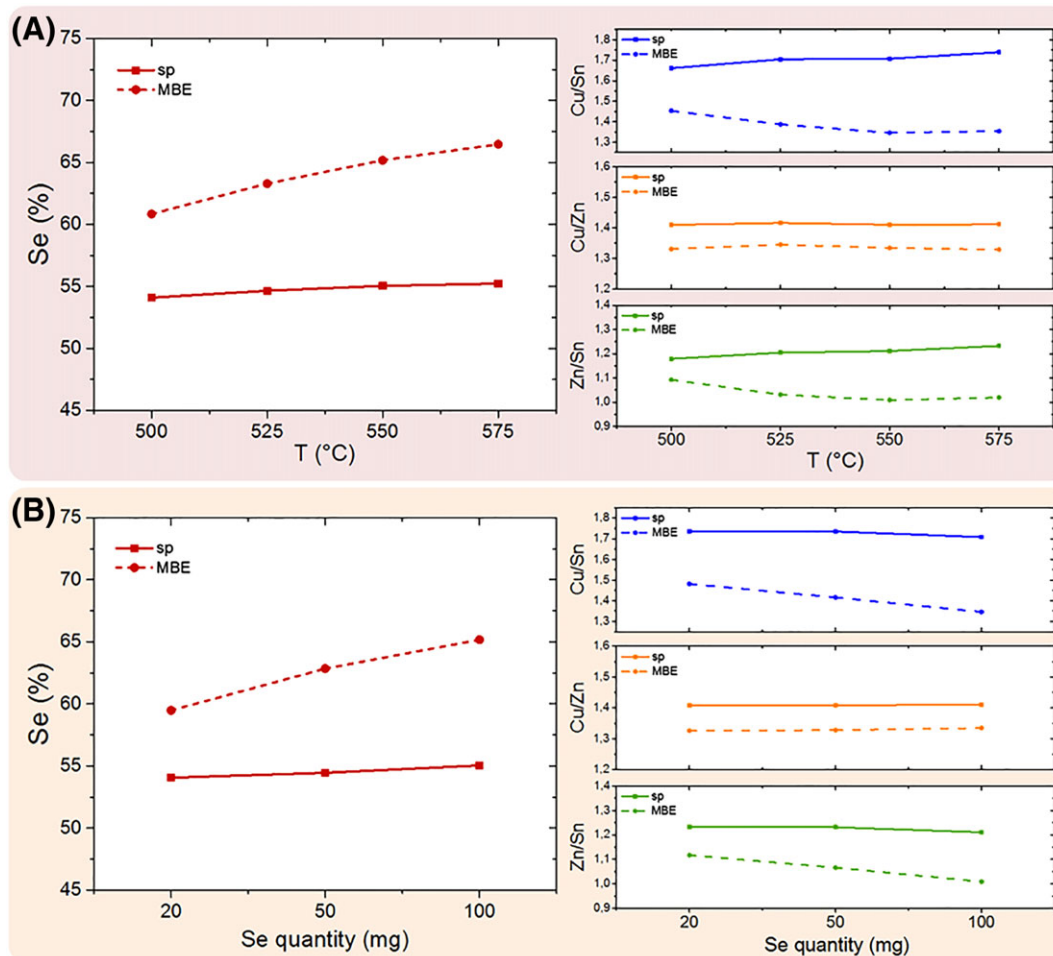 (A)
75
70
65
60
55
50
45
Se (%)
sp
MBE
500 525 550 575
T (°C)
1,8
1,7
1,6
1,5
1,4
1,3
Cu/Sn
sp
MBE
1,6
1,5
1,4
1,3
1,2
Cu/Zn
sp
MBE
1,4
1,3
1,2
1,1
1,0
0,9
Zn/Sn
sp
MBE
500 525 550 575
T (°C)
(B)
75
70
65
60
55
50
45
Se (%)
sp
MBE
20 50 100
Se quantity (mg)
1,8
1,7
1,6
1,5
1,4
1,3
Cu/Sn
sp
MBE
1,6
1,5
1,4
1,3
1,2
Cu/Zn
sp
MBE
1,4
1,3
1,2
1,1
1,0
0,9
Zn/Sn
sp
MBE
20 50 100
Se quantity (mg)